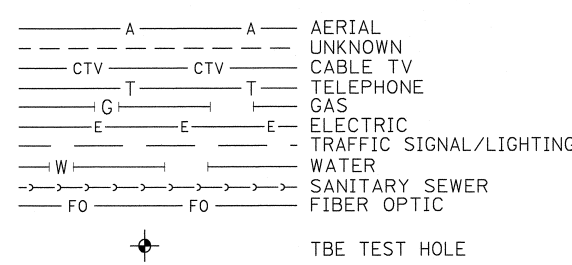 A A AERIAL
UNKNOWN
CTV CTV CABLE TV
T T TELEPHONE
G GAS
E E E ELECTRIC
TRAFFIC SIGNAL/LIGHTING
W WATER
SANITARY SEWER
FO FO FIBER OPTIC
TBE TEST HOLE